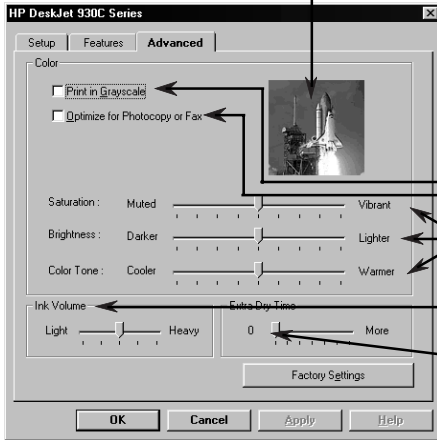 HP DeskJet 930C Series
Setup Features Advanced
Color
Print in Grayscale
Optimize for Photocopy or Fax
Saturation : Muted Vibrant
Brightness : Darker Lighter
Color Tone : Cooler Warmer
Ink Volume Extra Dry Time
Light Heavy 0 More
Factory Settings
OK Cancel Apply Help